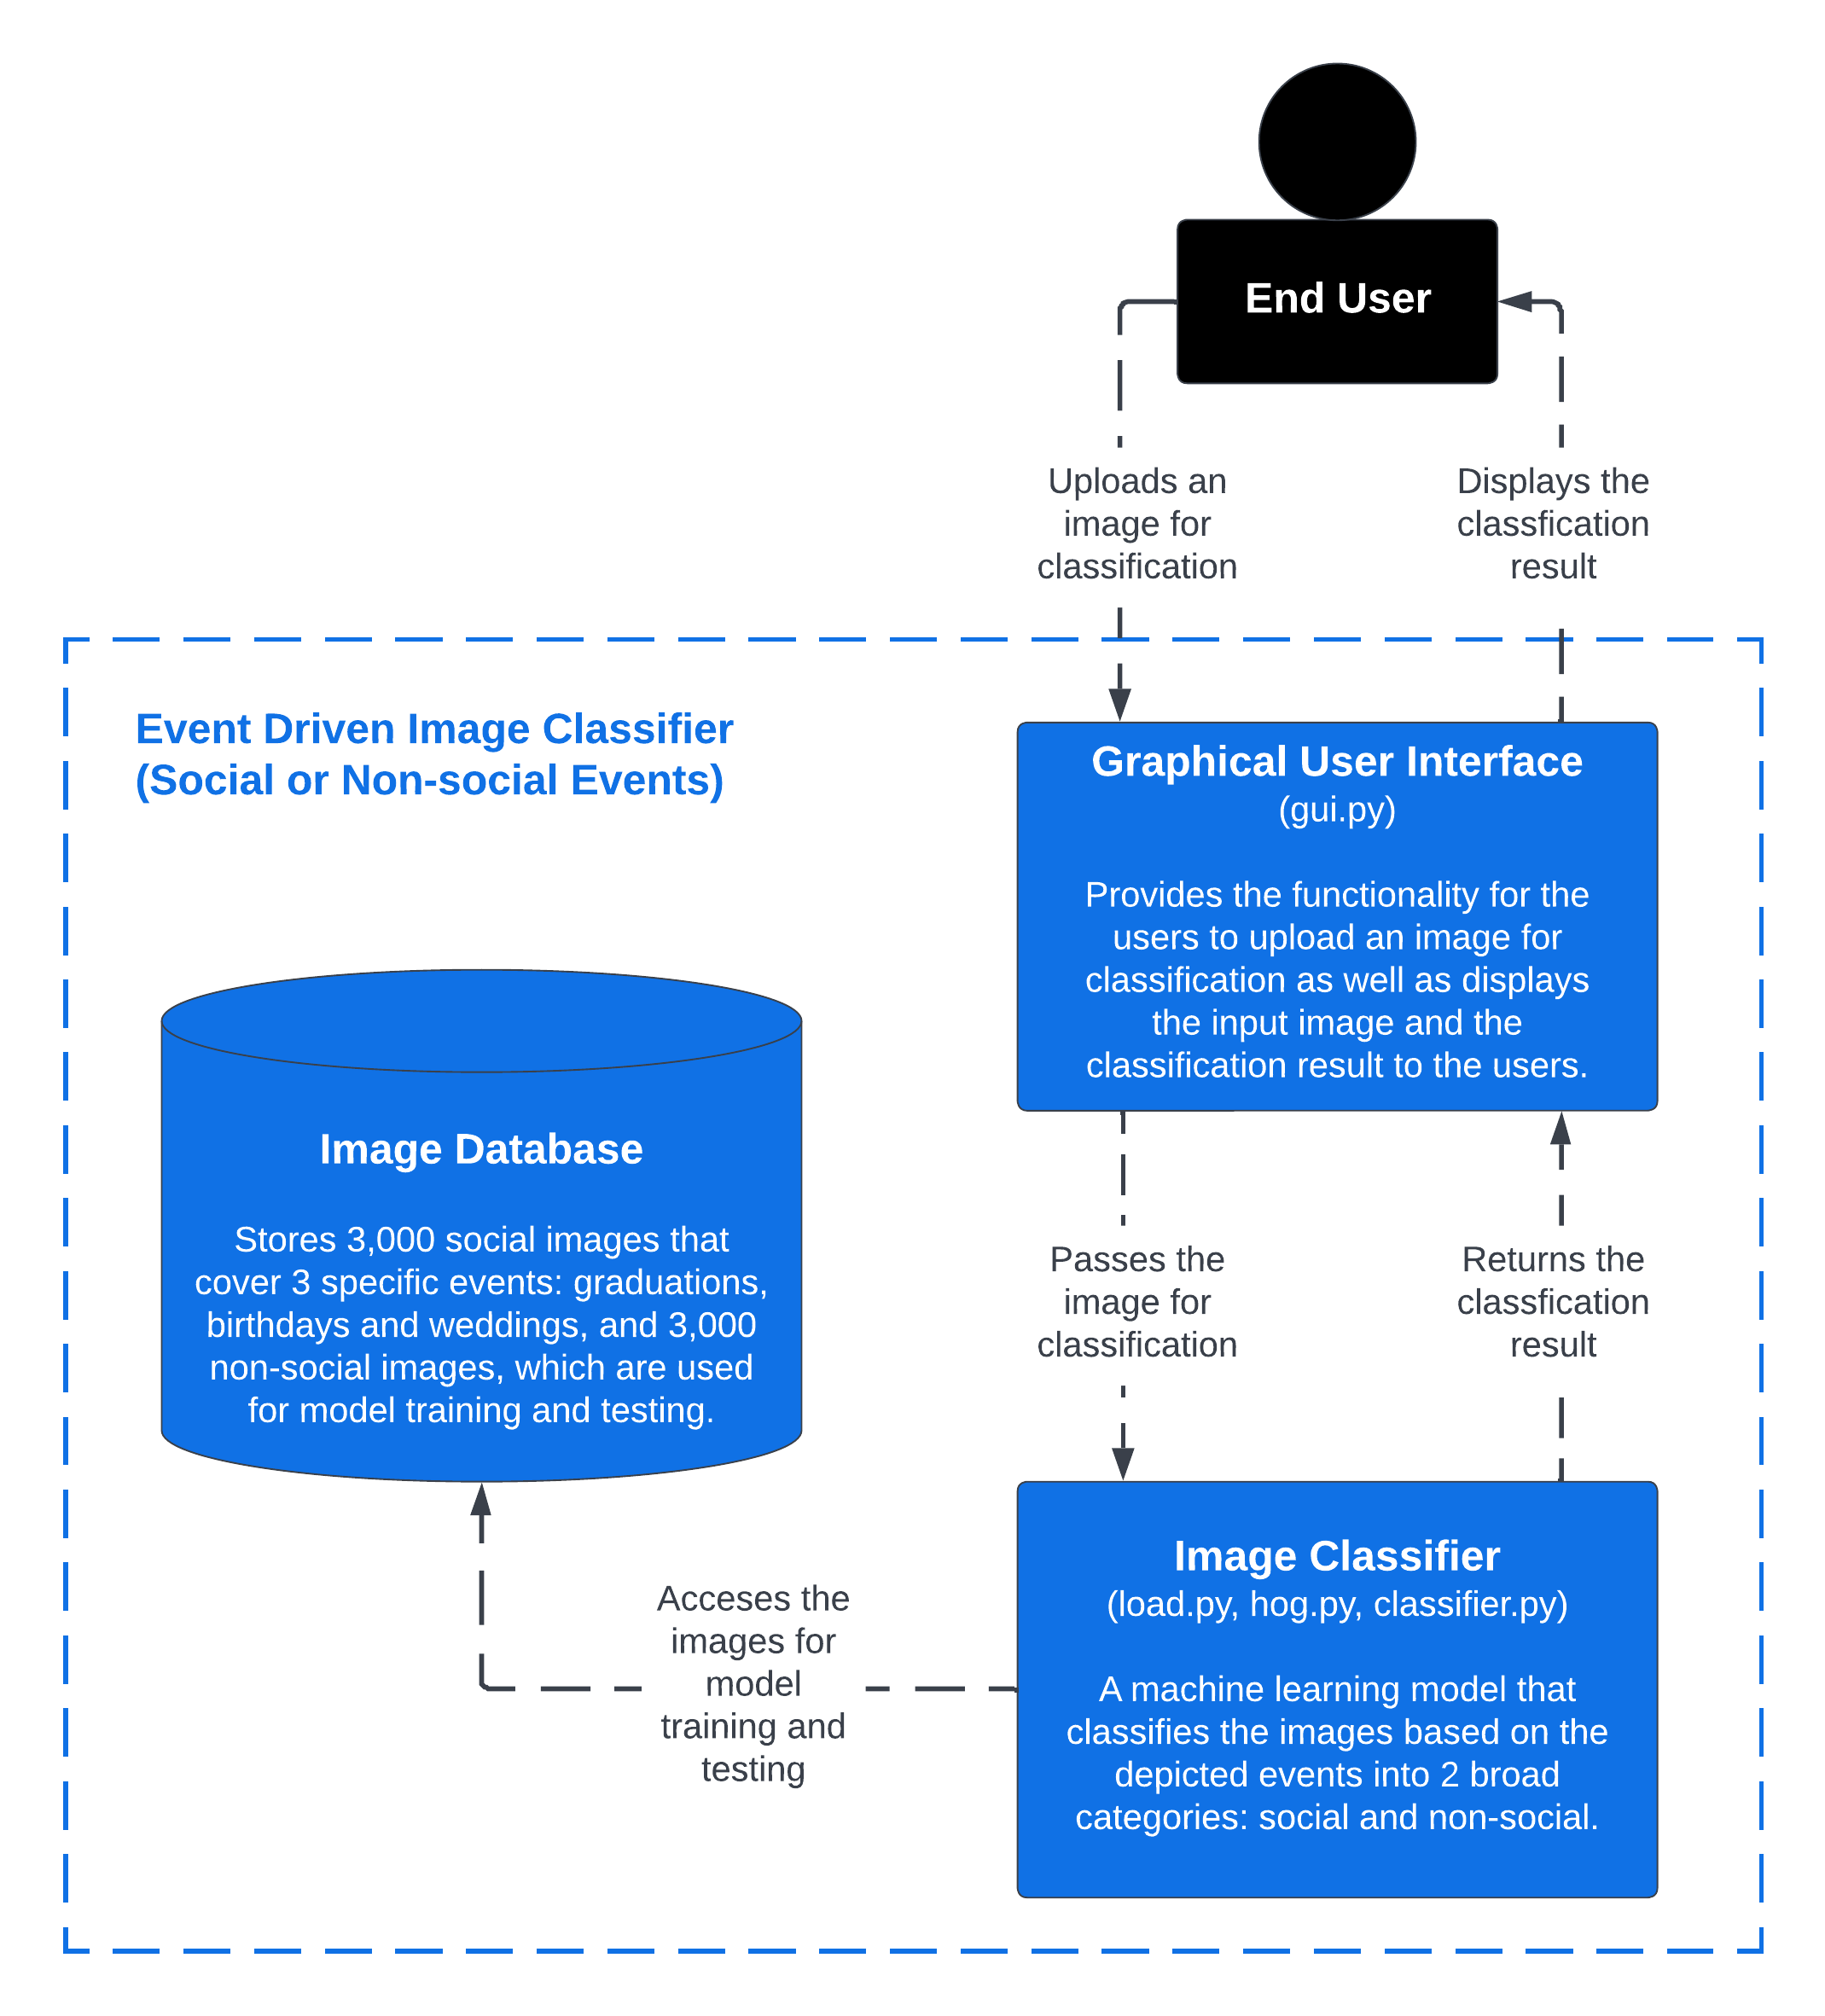 End User
Uploads an
image for
classification
Displays the
classfication
result
Event Driven Image Classifier
(Social or Non-social Events)
Graphical User Interface
(gui.py)
Provides the functionality for the
users to upload an image for
classification as well as displays
the input image and the
classification result to the users.
Image Database
Stores 3,000 social images that
cover 3 specific events: graduations,
birthdays and weddings, and 3,000
non-social images, which are used
for model training and testing.
Passes the
image for
classification
Returns the
classfication
result
Image Classifier
(load.py, hog.py, classifier.py)
A machine learning model that
classifies the images based on the
depicted events into 2 broad
categories: social and non-social.
Acceses the
images for
model
training and
testing